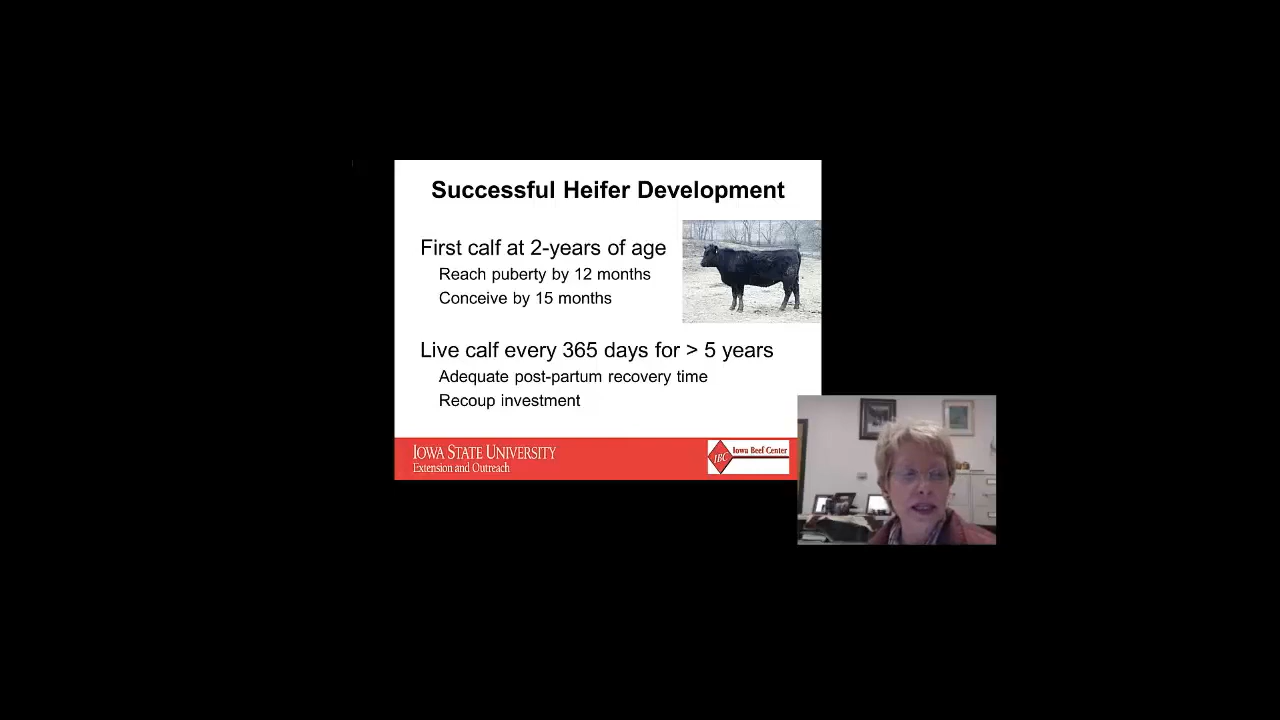 Successful Heifer Development
First calf at 2-years of age
Reach puberty by 12 months
Conceive by 15 months
Live calf every 365 days for > 5 years
Adequate post-partum recovery time
Recoup investment
IOWA STATE UNIVERSITY
Extension and Outreach
IBC
Iowa Beef Center